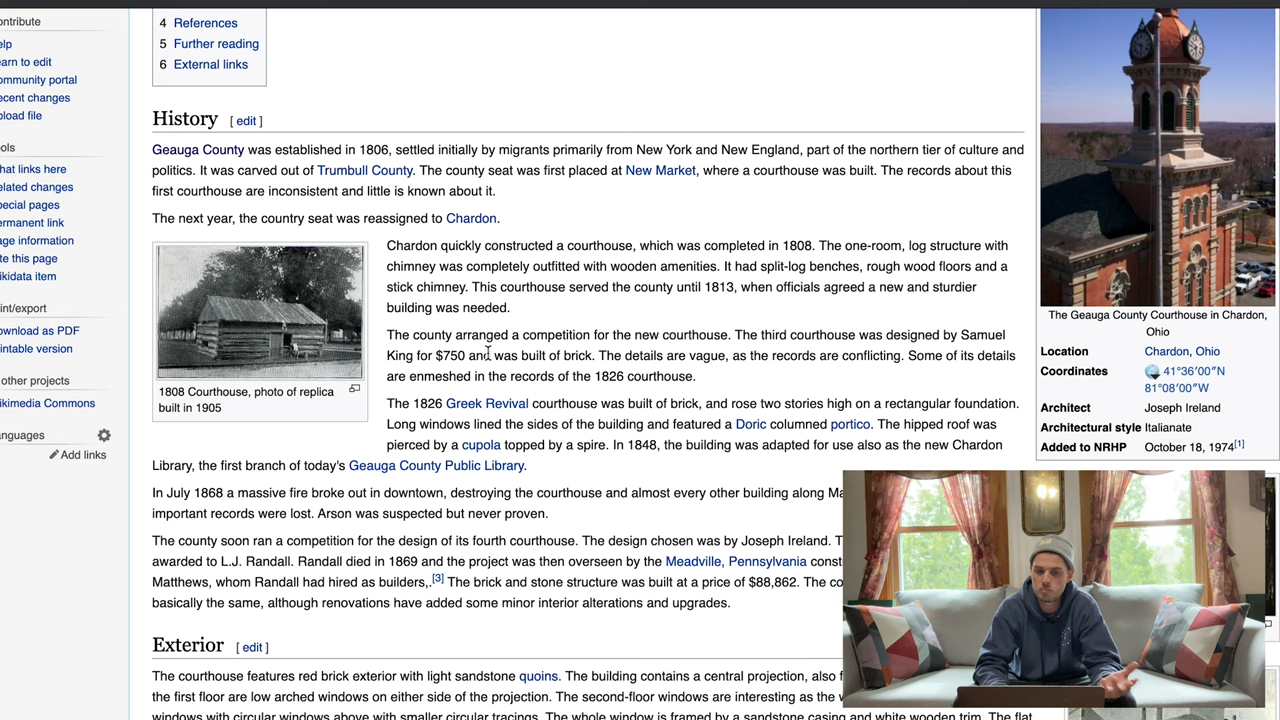 ontribute
elp
earn to edit
ommunity portal
ecent changes
pload file
ols
hat links here
elated changes
pecial pages
ermanent link
age information
te this page
ikidata item
int/export
ownload as PDF
intable version
other projects
ikimedia Commons
anguages
Add links
4 References
5 Further reading
6 External links
History [ edit ]
Geauga County was established in 1806, settled initially by migrants primarily from New York and New England, part of the northern tier of culture and
politics. It was carved out of Trumbull County. The county seat was first placed at New Market, where a courthouse was built. The records about this
first courthouse are inconsistent and little is known about it.
The next year, the country seat was reassigned to Chardon.
1808 Courthouse, photo of replica
built in 1905
Chardon quickly constructed a courthouse, which was completed in 1808. The one-room, log structure with
chimney was completely outfitted with wooden amenities. It had split-log benches, rough wood floors and a
stick chimney. This courthouse served the county until 1813, when officials agreed a new and sturdier
building was needed.
The county arranged a competition for the new courthouse. The third courthouse was designed by Samuel
King for $750 and was built of brick. The details are vague, as the records are conflicting. Some of its details
are enmeshed in the records of the 1826 courthouse.
The 1826 Greek Revival courthouse was built of brick, and rose two stories high on a rectangular foundation.
Long windows lined the sides of the building and featured a Doric columned portico. The hipped roof was
pierced by a cupola topped by a spire. In 1848, the building was adapted for use also as the new Chardon
Library, the first branch of today's Geauga County Public Library.
In July 1868 a massive fire broke out in downtown, destroying the courthouse and almost every other building along Ma
important records were lost. Arson was suspected but never proven.
The county soon ran a competition for the design of its fourth courthouse. The design chosen was by Joseph Ireland. T
awarded to L.J. Randall. Randall died in 1869 and the project was then overseen by the Meadville, Pennsylvania const
Matthews, whom Randall had hired as builders,.[3] The brick and stone structure was built at a price of $88,862. The co
basically the same, although renovations have added some minor interior alterations and upgrades.
Exterior [ edit ]
The courthouse features red brick exterior with light sandstone quoins. The building contains a central projection, also f
the first floor are low arched windows on either side of the projection. The second-floor windows are interesting as the w
windows with circular windows above with smaller circular tracings. The whole window is framed by a sandstone casing and white wooden trim. The flat
The Geauga County Courthouse in Chardon,
Ohio
Location Chardon, Ohio
Coordinates 41°36′00″N
81°08′00″W
Architect Joseph Ireland
Architectural style Italianate
Added to NRHP October 18, 1974[1]